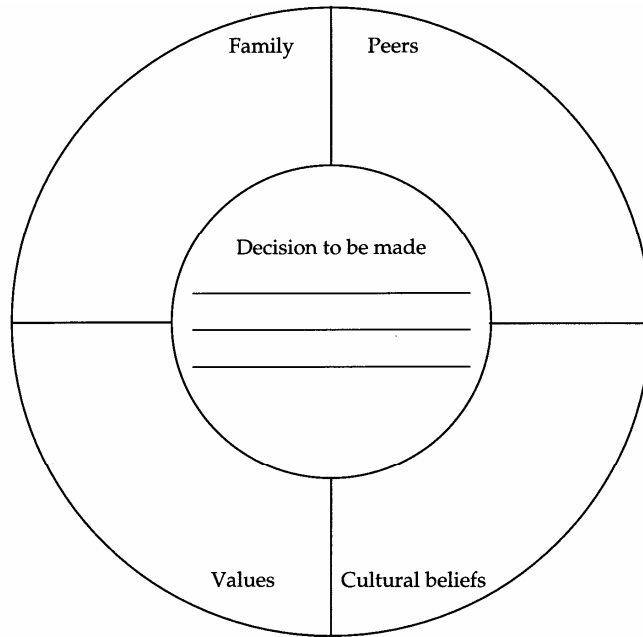 Family
Peers
Decision to be made
Values
Cultural beliefs